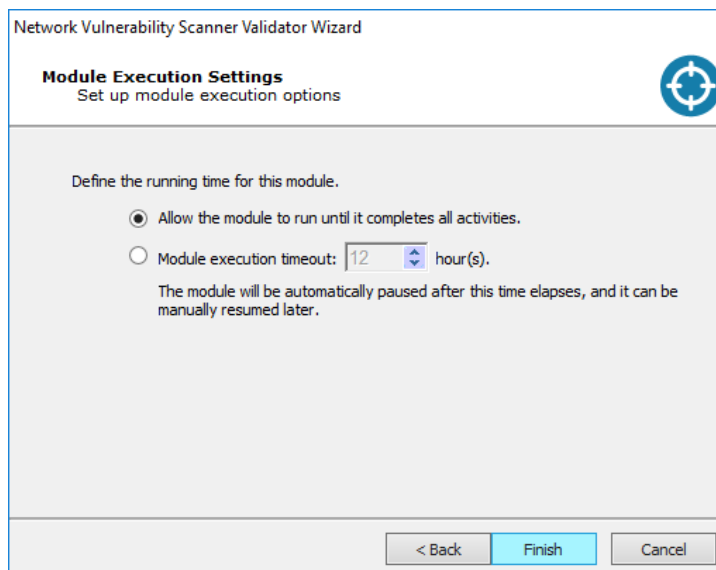 Network Vulnerability Scanner Validator Wizard
Module Execution Settings
Set up module execution options
Define the running time for this module.
Allow the module to run until it completes all activities.
Module execution timeout: 12 hour(s).
The module will be automatically paused after this time elapses, and it can be
manually resumed later.
< Back Finish Cancel